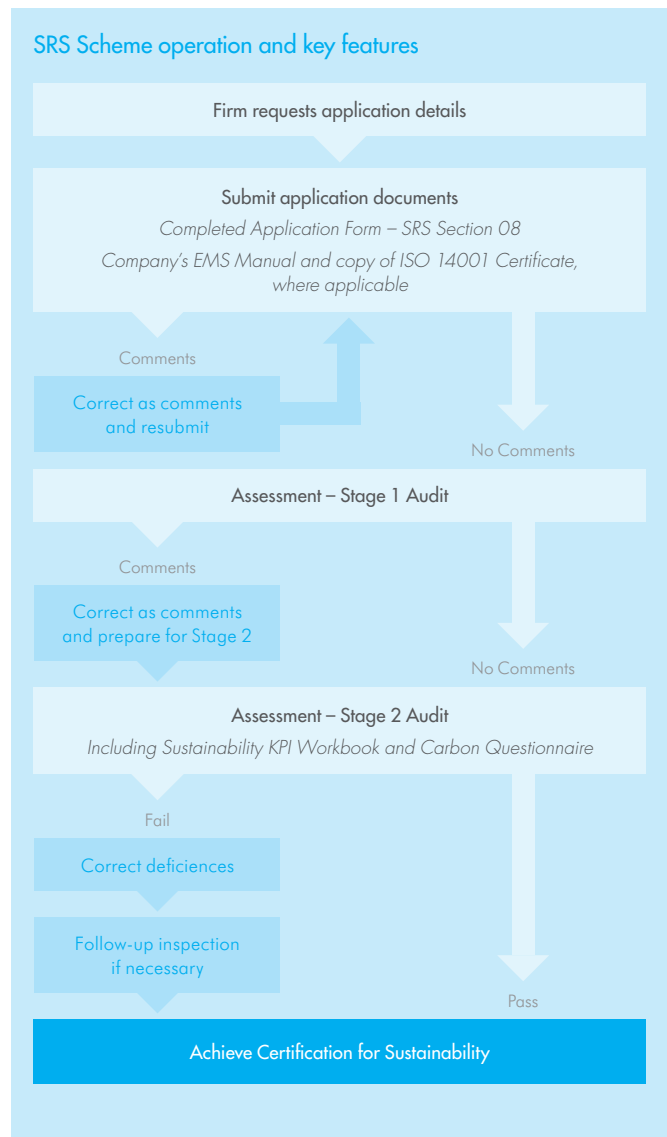 SRS Scheme operation and key features
Firm requests application details
Submit application documents
Completed Application Form – SRS Section 08
Company's EMS Manual and copy of ISO 14001 Certificate,
where applicable
Comments
Correct as comments
and resubmit
No Comments
Assessment – Stage 1 Audit
Comments
Correct as comments
and prepare for Stage 2
No Comments
Assessment – Stage 2 Audit
Including Sustainability KPI Workbook and Carbon Questionnaire
Fail
Correct deficiences
Follow-up inspection
if necessary
Pass
Achieve Certification for Sustainability